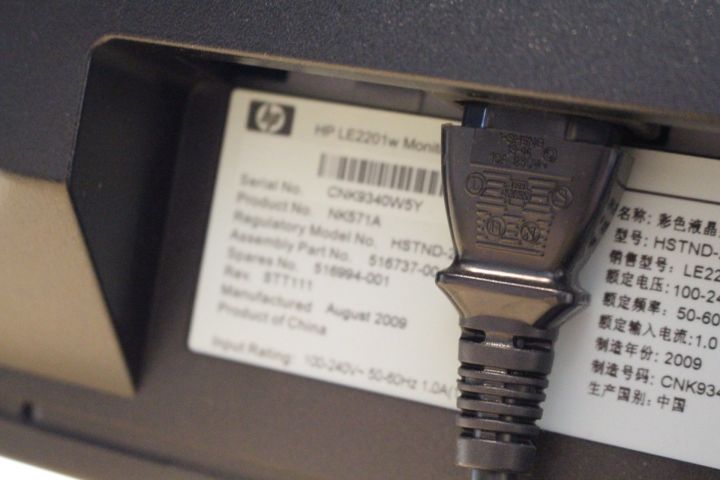 hp
HP LE2201w Monit
Serial No. CNK9340W5Y
Product No. NK571A
Regulatory Model No. HSTND-2
Assembly Part No. 516737-00
Spares No. 516994-001
Rev. STT111
Manufactured August 2009
Product of China
Input Rating: 100-240V~ 50-60Hz 1.0A
名称: 彩色液晶
型号: HSTND-
销售型号: LE22
额定电压:100-24
额定频率: 50-60
额定输入电流:1.0
制造年份: 2009
制造号码: CNK934
生产国别: 中国